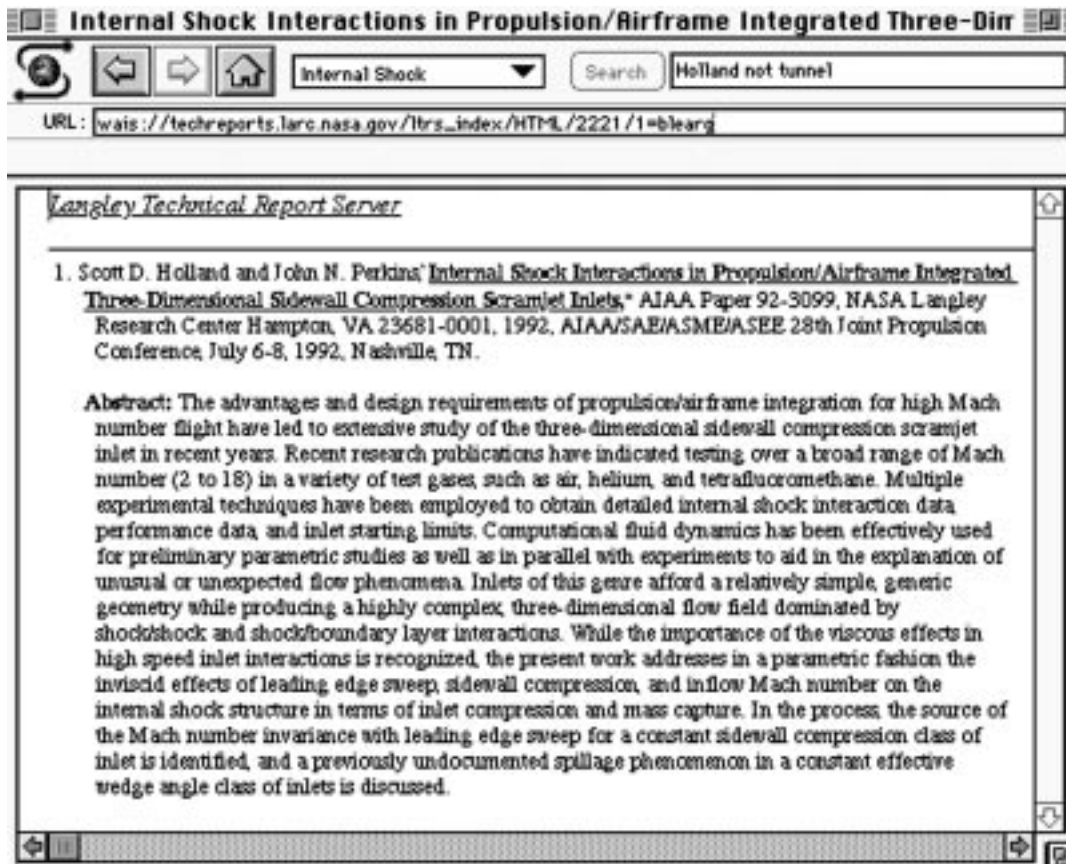 Internal Shock Interactions in Propulsion/Airframe Integrated Three-Dim
Internal Shock Search Holland not tunnel
URL: wais://techreports.larc.nasa.gov/ltrs_index/HTML/2221/1=blearg
Langley Technical Report Server
1. Scott D. Holland and John N. Perkins," Internal Shock Interactions in Propulsion/Airframe Integrated
Three-Dimensional Sidewall Compression Scramjet Inlets," AIAA Paper 92-3099, NASA Langley
Research Center Hampton, VA 23681-0001, 1992, AIAA/SAE/ASME/ASEE 28th Joint Propulsion
Conference, July 6-8, 1992, Nashville, TN.
Abstract: The advantages and design requirements of propulsion/airframe integration for high Mach
number flight have led to extensive study of the three-dimensional sidewall compression scramjet
inlet in recent years. Recent research publications have indicated testing over a broad range of Mach
number (2 to 18) in a variety of test gases, such as air, helium, and tetrafluoromethane. Multiple
experimental techniques have been employed to obtain detailed internal shock interaction data,
performance data, and inlet starting limits. Computational fluid dynamics has been effectively used
for preliminary parametric studies as well as in parallel with experiments to aid in the explanation of
unusual or unexpected flow phenomena. Inlets of this genre afford a relatively simple, generic
geometry while producing a highly complex, three-dimensional flow field dominated by
shock/shock and shock/boundary layer interactions. While the importance of the viscous effects in
high speed inlet interactions is recognized, the present work addresses in a parametric fashion the
inviscid effects of leading edge sweep, sidewall compression, and inflow Mach number on the
internal shock structure in terms of inlet compression and mass capture. In the process, the source of
the Mach number invariance with leading edge sweep for a constant sidewall compression class of
inlet is identified, and a previously undocumented spillage phenomenon in a constant effective
wedge angle class of inlets is discussed.